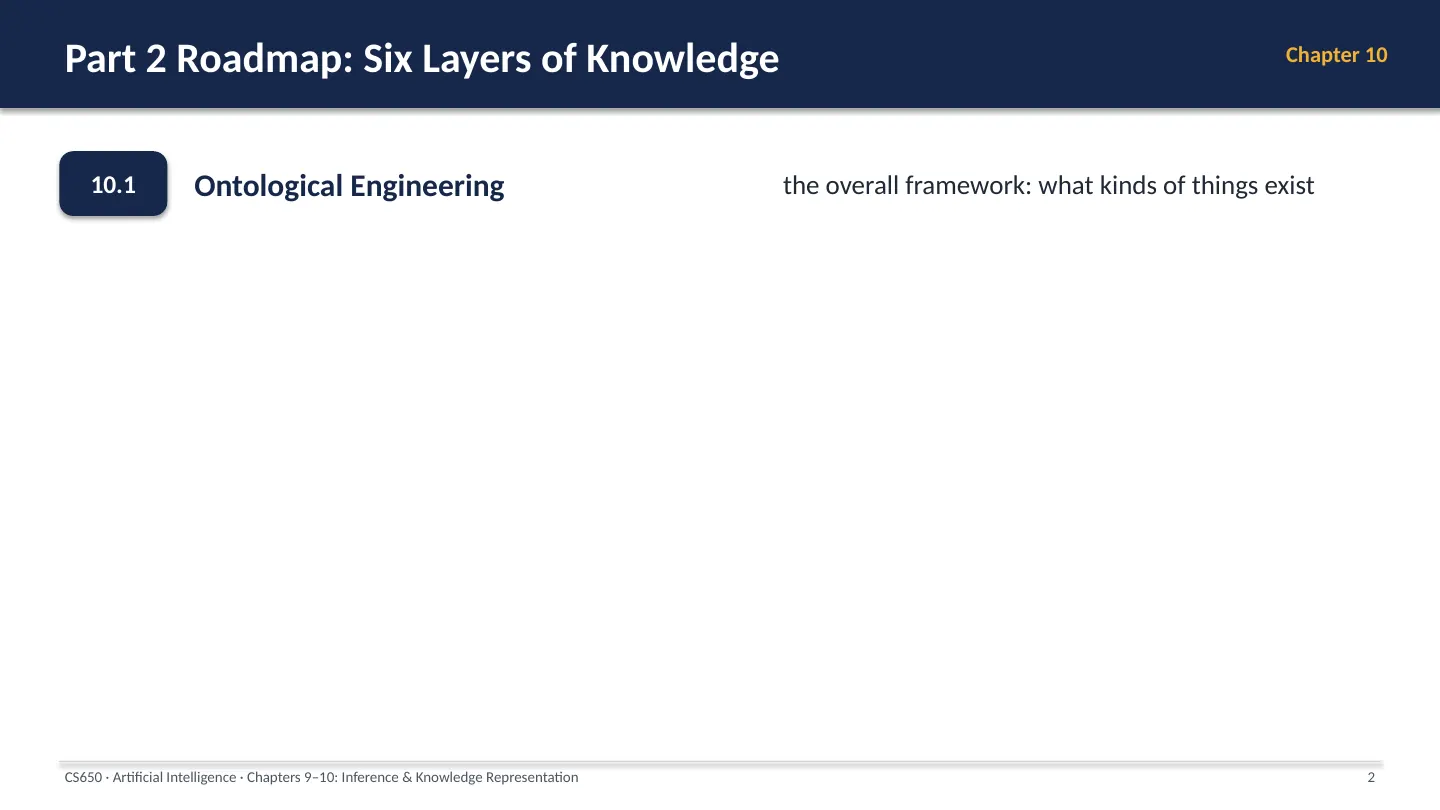 Part 2 Roadmap: Six Layers of Knowledge
Chapter 10
10.1
Ontological Engineering
the overall framework: what kinds of things exist
CS650 · Artificial Intelligence · Chapters 9–10: Inference & Knowledge Representation
2